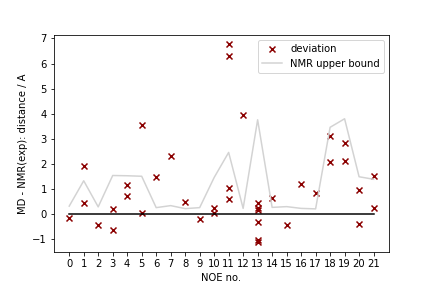 deviation
NMR upper bound
MD - NMR(exp): distance / A
7
6
5
4
3
2
1
0
−1
0 1 2 3 4 5 6 7 8 9 10 11 12 13 14 15 16 17 18 19 20 21
NOE no.